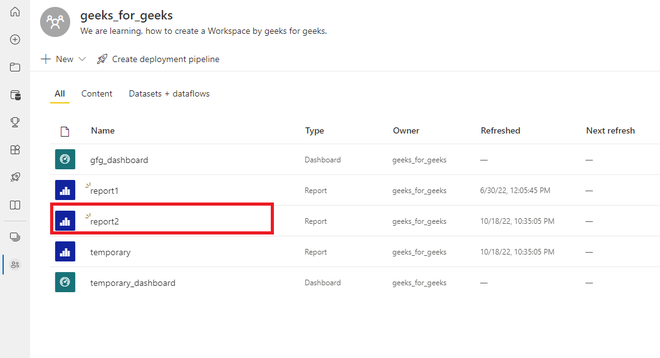 geeks_for_geeks
We are learning, how to create a Workspace by geeks for geeks.
New Create deployment pipeline
All Content Datasets + dataflows
Name Type Owner Refreshed Next refresh
gfg_dashboard Dashboard geeks_for_geeks — —
report1 Report geeks_for_geeks 6/30/22, 12:05:45 PM —
report2 Report geeks_for_geeks 10/18/22, 10:35:05 PM —
temporary Report geeks_for_geeks 10/18/22, 10:35:05 PM —
temporary_dashboard Dashboard geeks_for_geeks — —